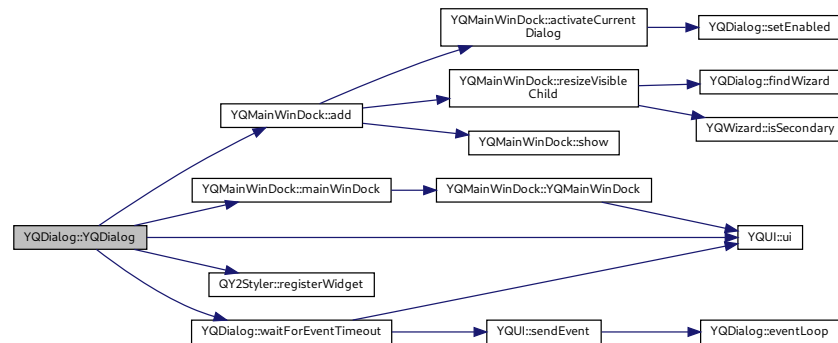 YQMainWinDock::activateCurrent
Dialog
YQDialog::setEnabled
YQMainWinDock::resizeVisible
Child
YQDialog::findWizard
YQMainWinDock::add
YQWizard::isSecondary
YQMainWinDock::show
YQMainWinDock::mainWinDock
YQMainWinDock::YQMainWinDock
YQDialog::YQDialog
YQUI::ui
QY2Styler::registerWidget
YQDialog::waitForEventTimeout
YQUI::sendEvent
YQDialog::eventLoop